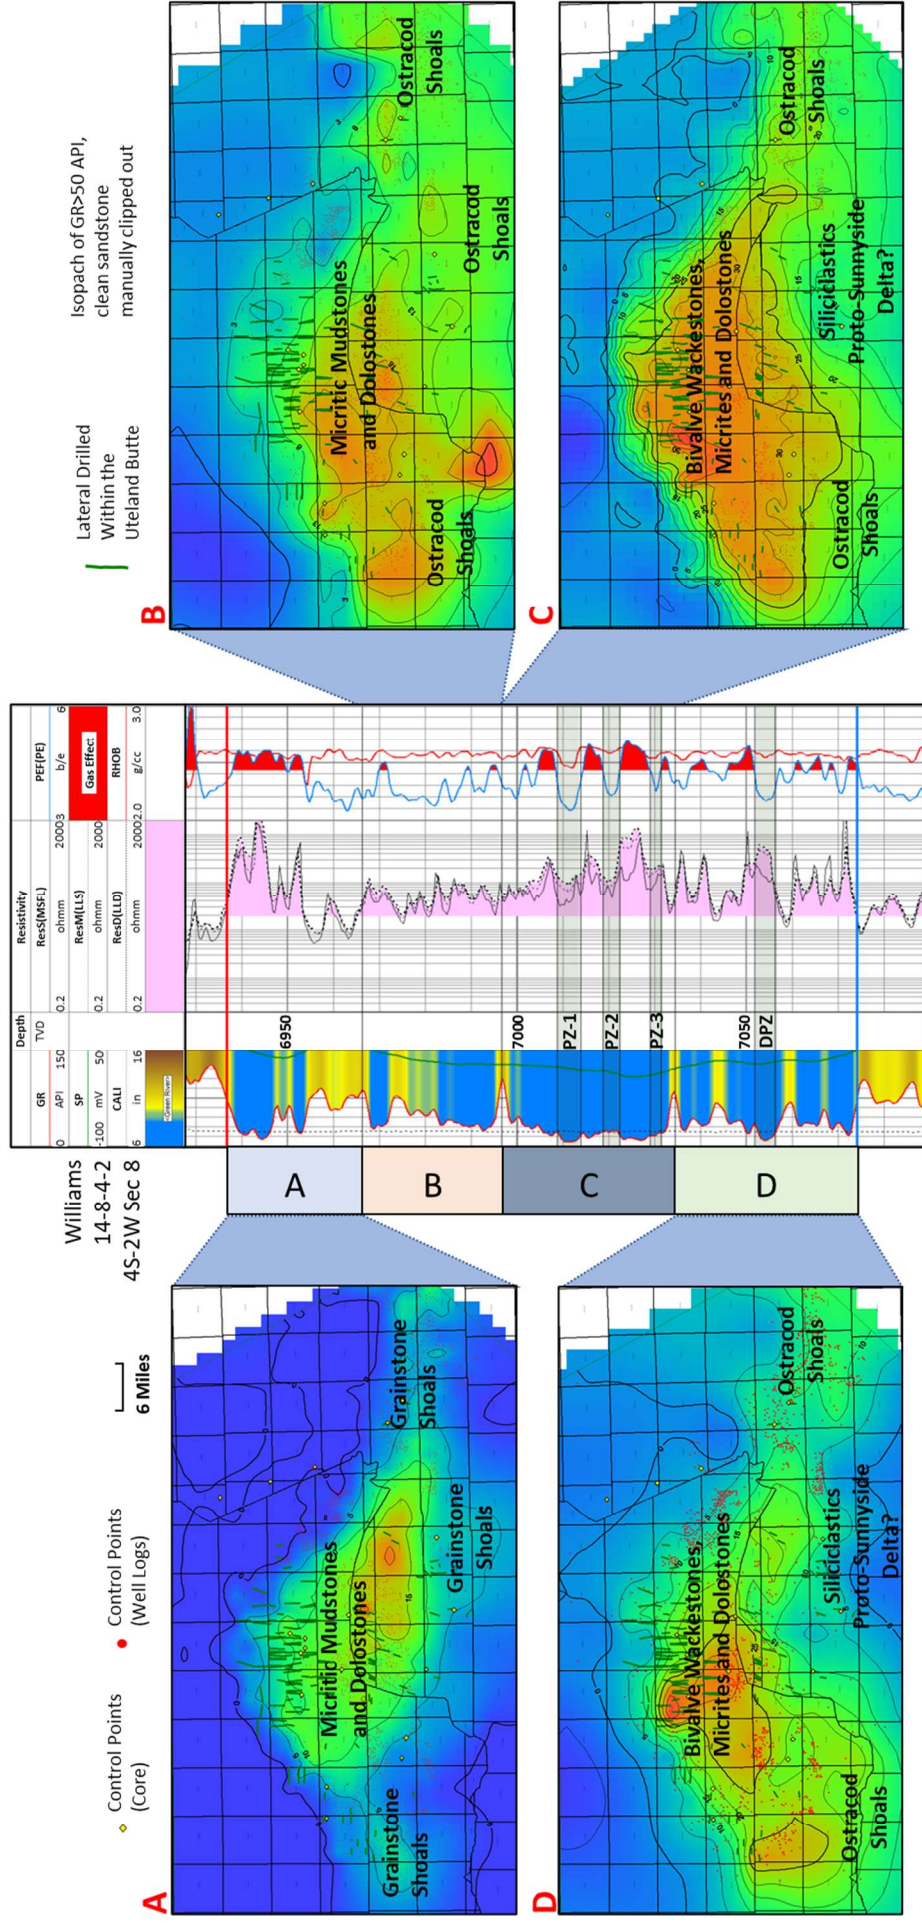 Control Points
(Core)
Control Points
(Well Logs)
6 Miles
Williams
14-8-4-2
4S-2W Sec 8
Lateral Drilled
Within the
Uteland Butte
Isopach of GR>50 API,
clean sandstone
manually clipped out
A
Micritic Mudstones
and Dolostones
Grainstone
Shoals
Grainstone
Shoals
Grainstone
Shoals
D
Bivalve Wackestones,
Micrites and Dolostones
Ostracod
Shoals
Siliciclastics
Proto-Sunnyside
Delta?
Ostracod
Shoals
A
B
C
D
GR
0 API 150
SP
-100 mV 50
CALI
6 in 16
<Green River>
Depth
TVD
6950
7000
PZ-1
PZ-2
PZ-3
7050
DPZ
Resistivity
ResS(MSFL)
0.2 ohmm 2000
ResM(LLS)
0.2 ohmm 2000
ResD(LLD)
0.2 ohmm 2000
PEF(PE)
3 b/e 6
Gas Effect
RHOB
2.0 g/cc 3.0
B
Micritic Mudstones
and Dolostones
Ostracod
Shoals
Ostracod
Shoals
Ostracod
Shoals
C
Bivalve Wackestones,
Micrites and Dolostones
Ostracod
Shoals
Siliciclastics
Proto-Sunnyside
Delta?
Ostracod
Shoals